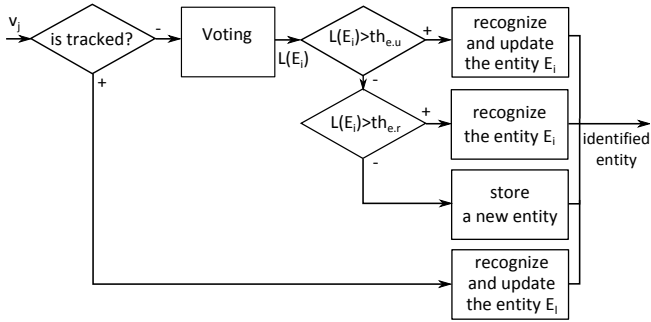 v_j
is tracked?
-
+
Voting
L(E_i)
L(E_i)>th_e.u
+
-
recognize
and update
the entity E_i
L(E_i)>th_e.r
+
-
recognize
the entity E_i
identified
entity
store
a new entity
recognize
and update
the entity E_l